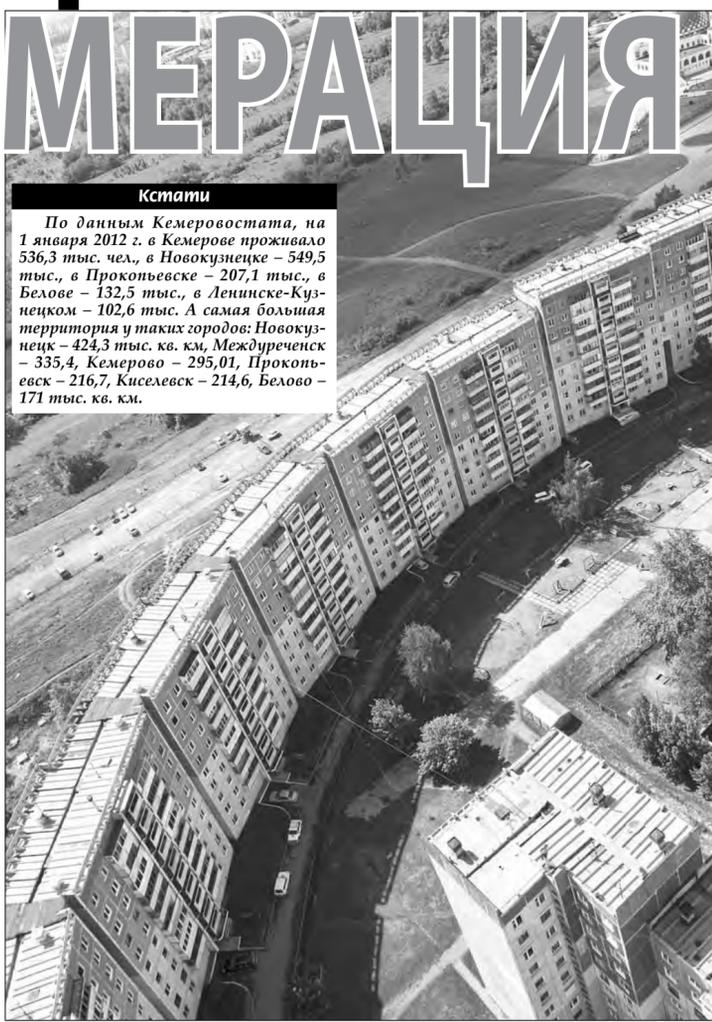 МЕРАЦИЯ
Кстати
По данным Кемеровостата, на
1 января 2012 г. в Кемерове проживало
536,3 тыс. чел., в Новокузнецке – 549,5
тыс., в Прокопьевске – 207,1 тыс., в
Белове – 132,5 тыс., в Ленинске-Куз-
нецком – 102,6 тыс. А самая большая
территория у таких городов: Новокуз-
нецк – 424,3 тыс. кв. км, Междуреченск
– 335,4, Кемерово – 295,01, Прокопь-
евск – 216,7, Киселевск – 214,6, Белово –
171 тыс. кв. км.